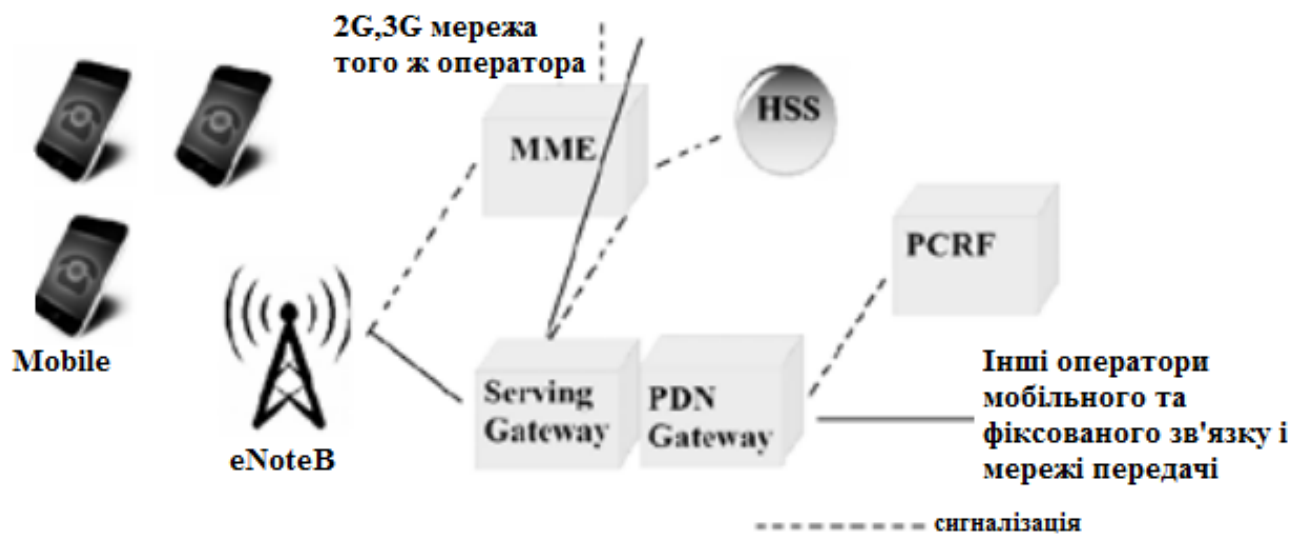 2G,3G мережа
того ж оператора
MME
HSS
PCRF
Mobile
eNoteB
Serving
Gateway
PDN
Gateway
Інші оператори
мобільного та
фіксованого зв'язку і
мережі передачі
сигналізація